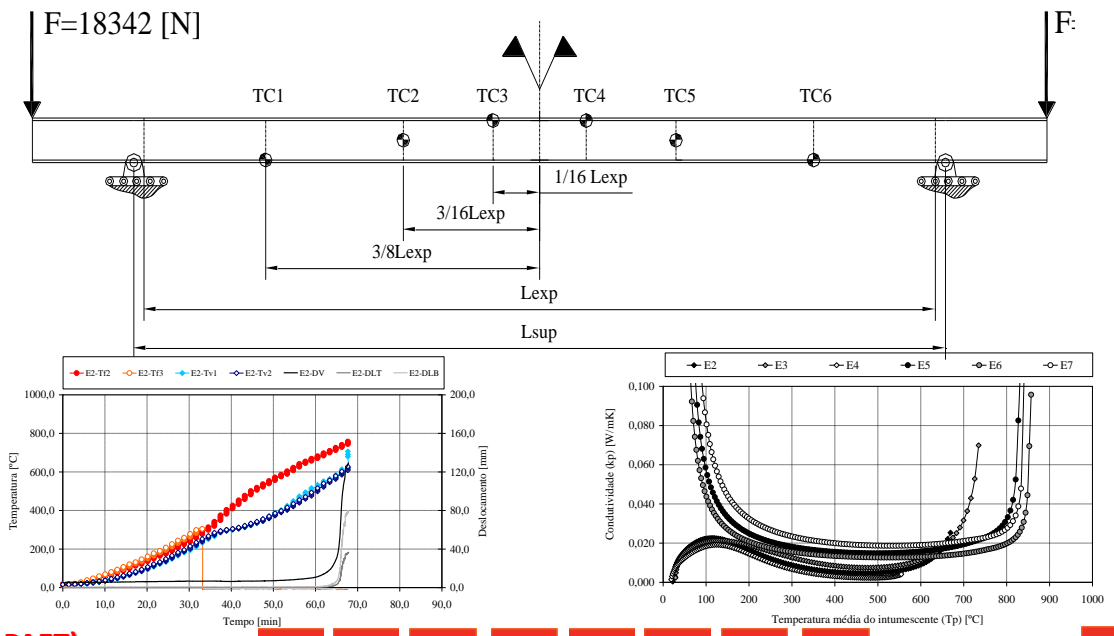 F=18342 [N]
F=
TC1
TC2
TC3
TC4
TC5
TC6
1/16 Lexp
3/16Lexp
3/8Lexp
Lexp
Lsup
E2-Tf2
E2-Tf3
E2-Tv1
E2-Tv2
E2-DV
E2-DLT
E2-DLB
1000,0
800,0
600,0
400,0
200,0
0,0
Temperatura [ºC]
200,0
160,0
120,0
80,0
40,0
0,0
Deslocamento [mm]
0,0
10,0
20,0
30,0
40,0
50,0
60,0
70,0
80,0
90,0
Tempo [min]
E2
E3
E4
E5
E6
E7
0,100
0,080
0,060
0,040
0,020
0,000
Condutividade (kp) [W/mK]
0
100
200
300
400
500
600
700
800
900
1000
Temperatura média do intumescente (Tp) [ºC]